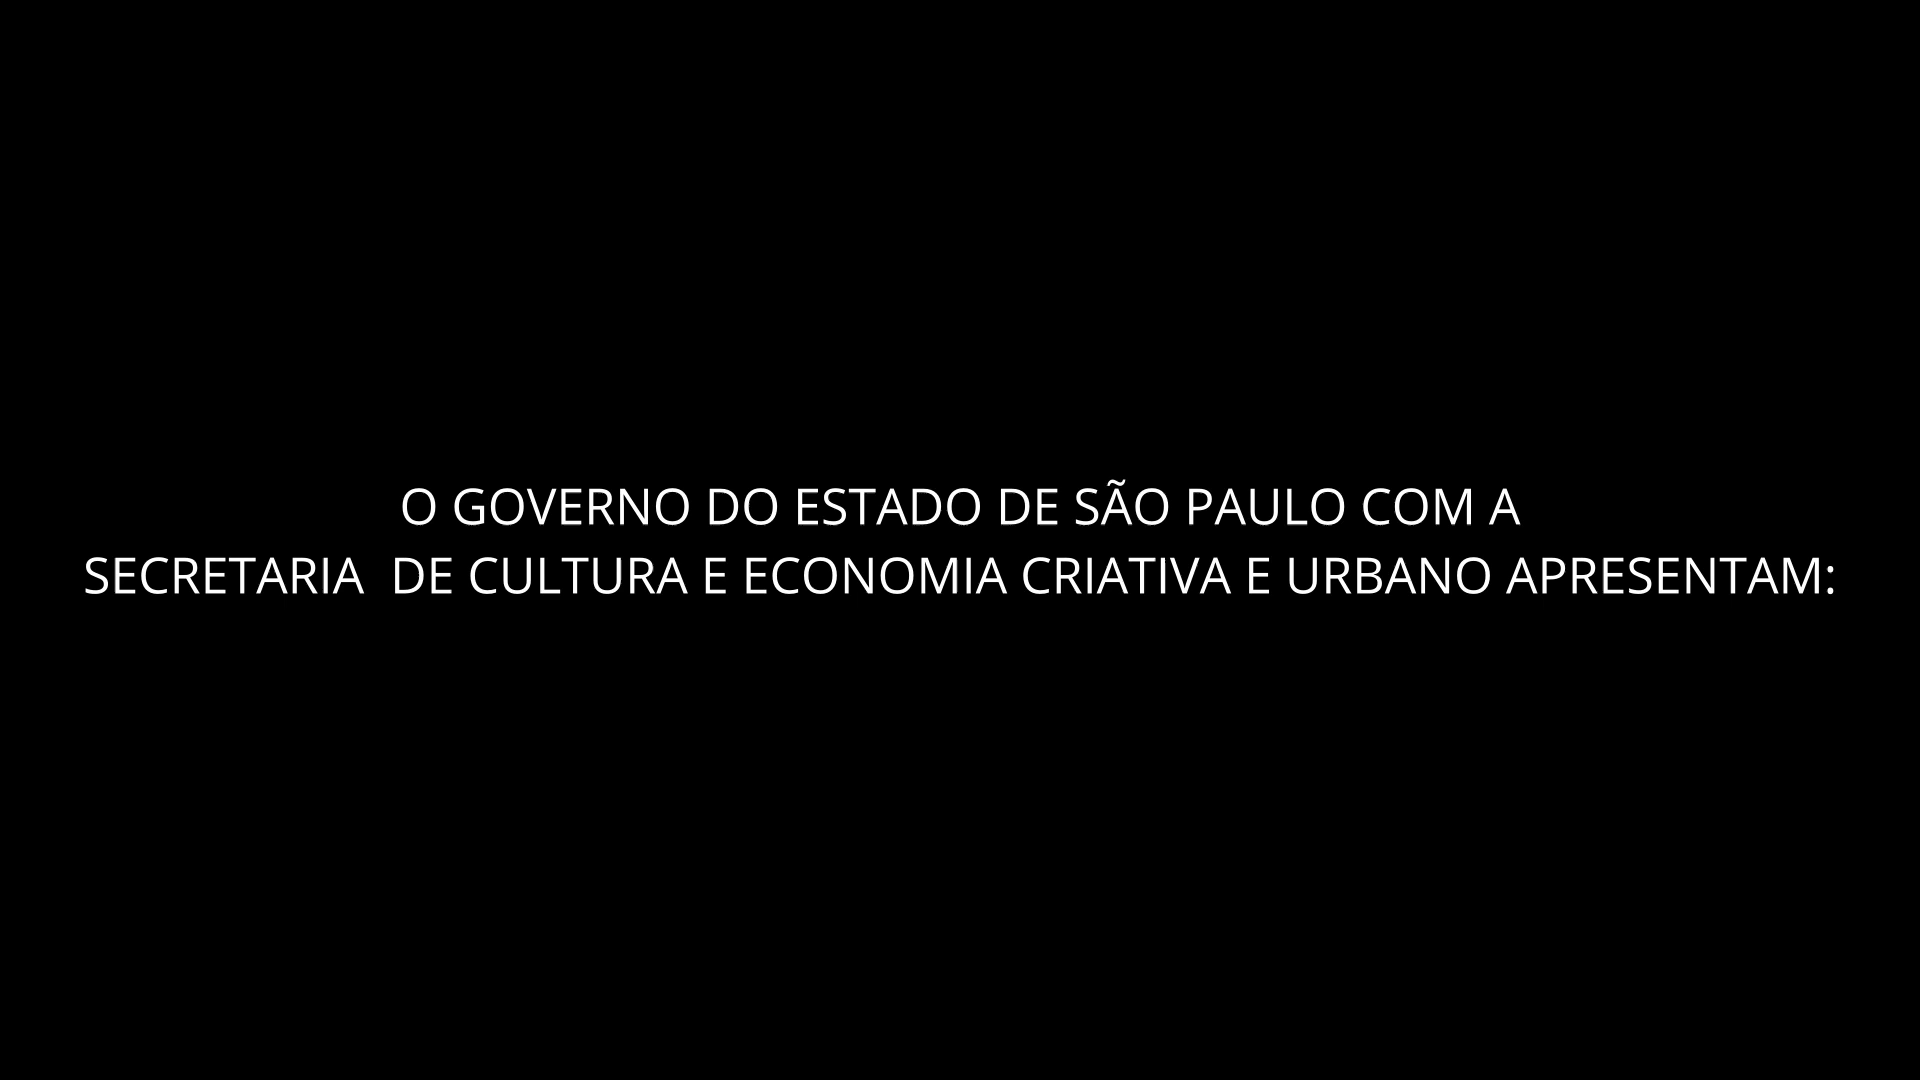 O GOVERNO DO ESTADO DE SÃO PAULO COM A
SECRETARIA  DE CULTURA E ECONOMIA CRIATIVA E URBANO APRESENTAM: